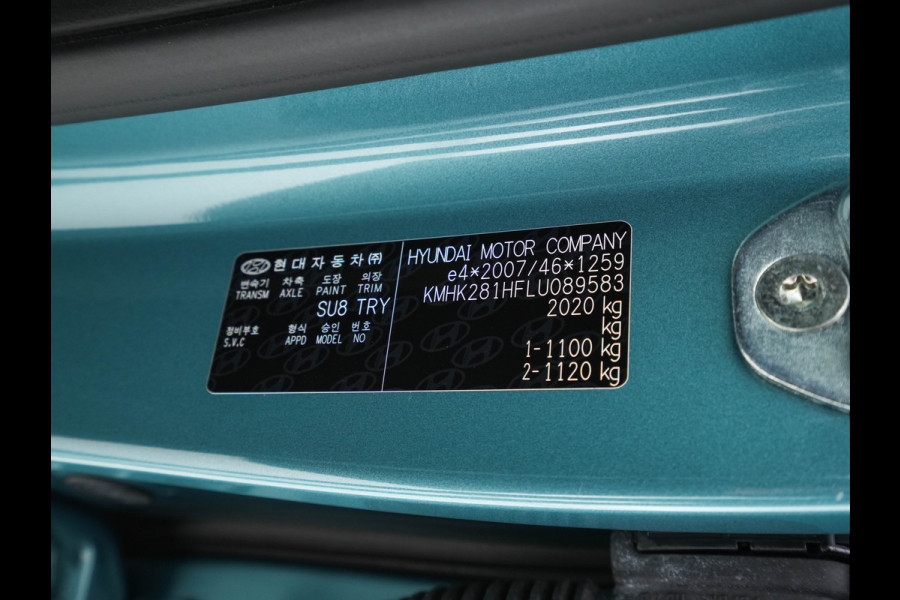 현대자동차㈜
변속기 차축 도장 의장
TRANSM AXLE PAINT TRIM
SU8 TRY
정비부호 형식 승인 번호
S.V.C APPD MODEL NO
HYUNDAI MOTOR COMPANY
e4*2007/46*1259
KMHK281HFLU089583
2020 kg
kg
1-1100 kg
2-1120 kg